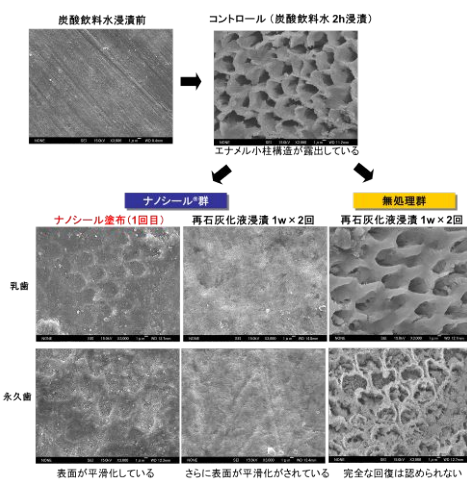 炭酸飲料水浸漬前
コントロール（炭酸飲料水 2h浸漬）
エナメル小柱構造が露出している
ナノシール®群
無処理群
ナノシール塗布(1回目)
再石灰化液浸漬 1w×2回
再石灰化液浸漬 1w×2回
乳歯
永久歯
表面が平滑化している
さらに表面が平滑化がされている
完全な回復は認められない